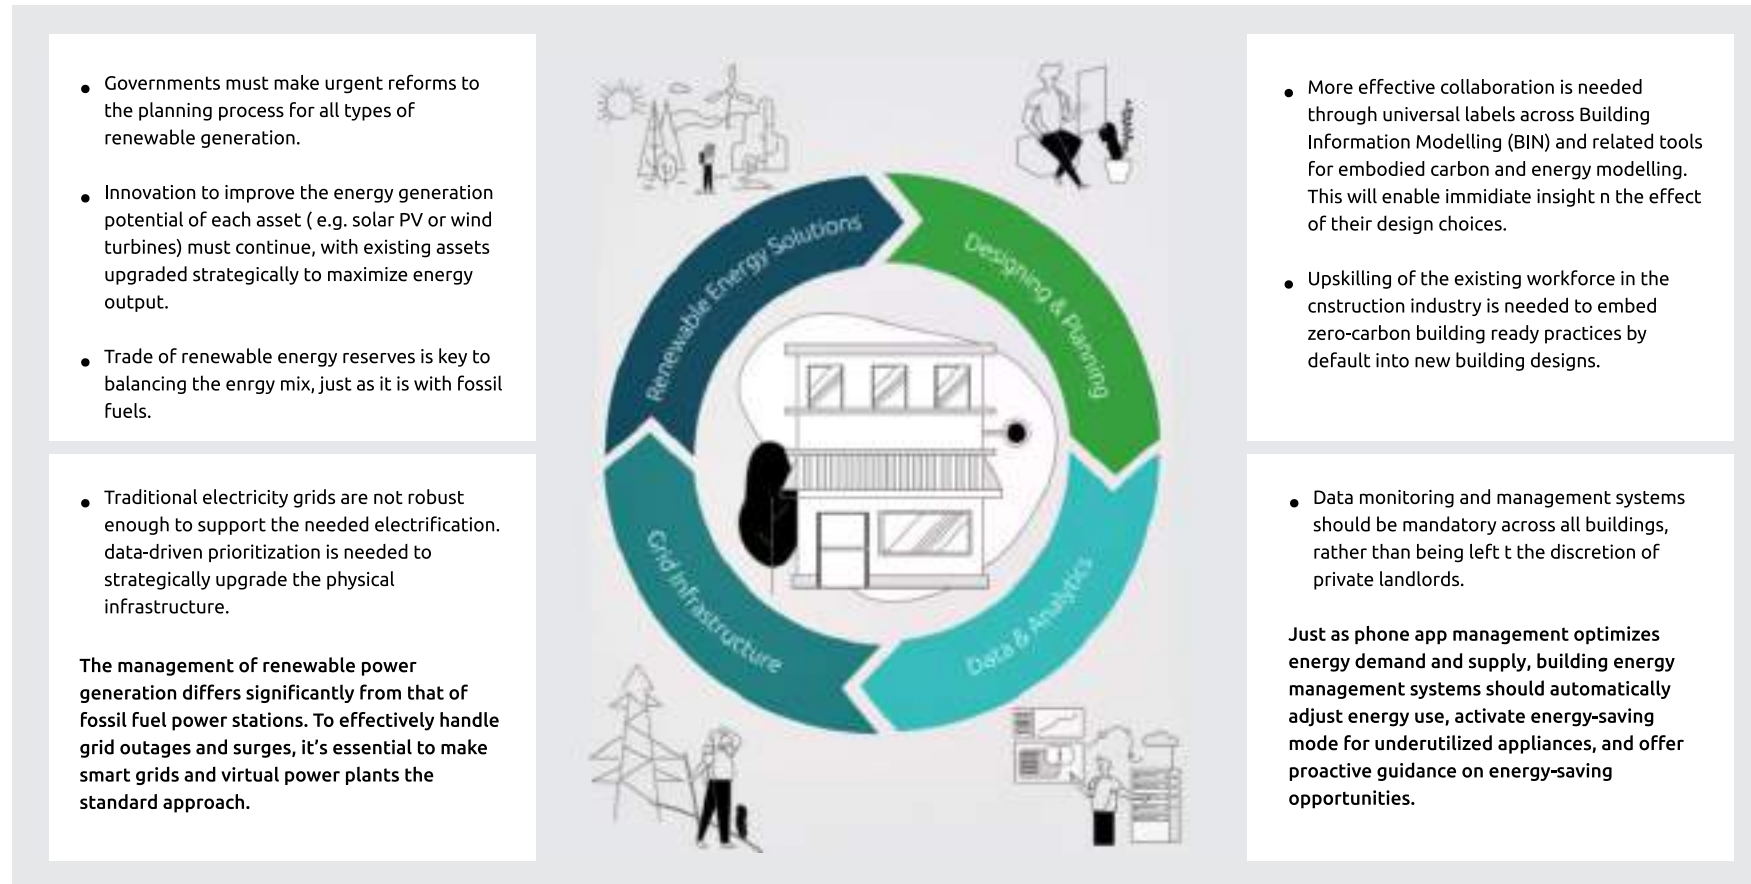 • Governments must make urgent reforms to
the planning process for all types of
renewable generation.
• Innovation to improve the energy generation
potential of each asset ( e.g. solar PV or wind
turbines) must continue, with existing assets
upgraded strategically to maximize energy
output.
• Trade of renewable energy reserves is key to
balancing the enrgy mix, just as it is with fossil
fuels.
• Traditional electricity grids are not robust
enough to support the needed electrification.
data-driven prioritization is needed to
strategically upgrade the physical
infrastructure.
The management of renewable power
generation differs significantly from that of
fossil fuel power stations. To effectively handle
grid outages and surges, it’s essential to make
smart grids and virtual power plants the
standard approach.
Renewable Energy Solutions
Designing & Planning
Grid Infrastructure
Data & Analytics
• More effective collaboration is needed
through universal labels across Building
Information Modelling (BIN) and related tools
for embodied carbon and energy modelling.
This will enable immidiate insight n the effect
of their design choices.
• Upskilling of the existing workforce in the
cnstruction industry is needed to embed
zero-carbon building ready practices by
default into new building designs.
• Data monitoring and management systems
should be mandatory across all buildings,
rather than being left t the discretion of
private landlords.
Just as phone app management optimizes
energy demand and supply, building energy
management systems should automatically
adjust energy use, activate energy-saving
mode for underutilized appliances, and offer
proactive guidance on energy-saving
opportunities.